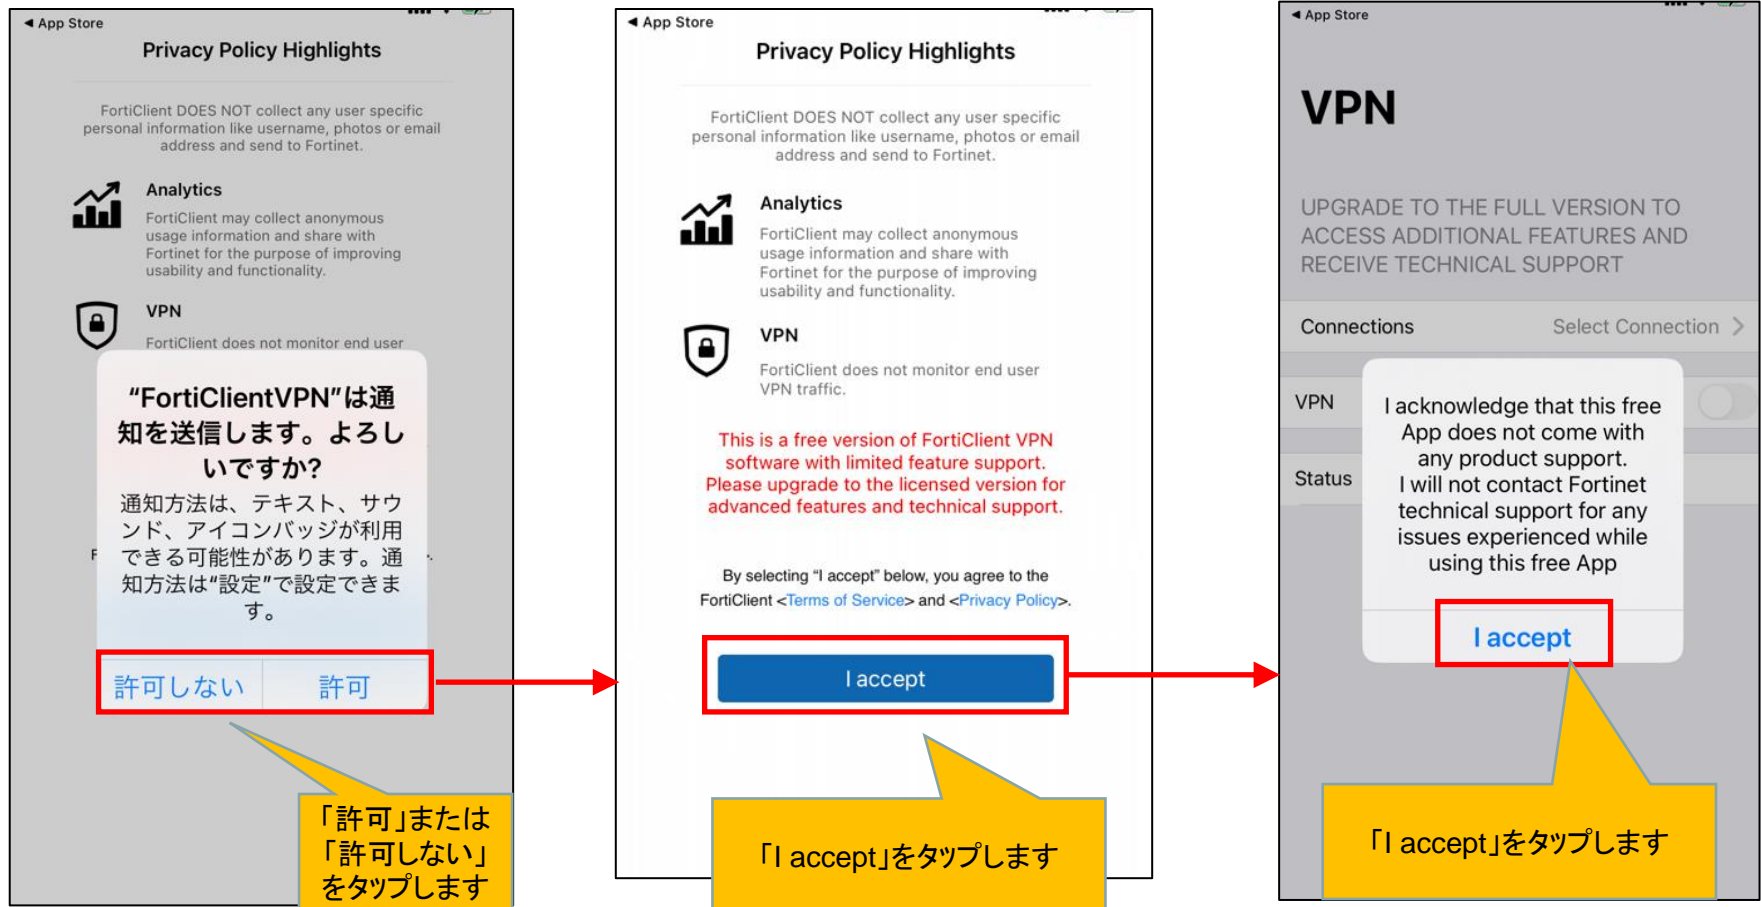 ◀ App Store
Privacy Policy Highlights
FortiClient DOES NOT collect any user specific
personal information like username, photos or email
address and send to Fortinet.
Analytics
FortiClient may collect anonymous
usage information and share with
Fortinet for the purpose of improving
usability and functionality.
VPN
FortiClient does not monitor end user
“FortiClientVPN”は通
知を送信します。よろし
いですか?
通知方法は、テキスト、サウ
ンド、アイコンバッジが利用
できる可能性があります。通
知方法は“設定”で設定できま
す。
許可しない 許可
「許可」または
「許可しない」
をタップします
◀ App Store
Privacy Policy Highlights
FortiClient DOES NOT collect any user specific
personal information like username, photos or email
address and send to Fortinet.
Analytics
FortiClient may collect anonymous
usage information and share with
Fortinet for the purpose of improving
usability and functionality.
VPN
FortiClient does not monitor end user
VPN traffic.
This is a free version of FortiClient VPN
software with limited feature support.
Please upgrade to the licensed version for
advanced features and technical support.
By selecting “I accept” below, you agree to the
FortiClient <Terms of Service> and <Privacy Policy>.
I accept
「I accept」をタップします
◀ App Store
VPN
UPGRADE TO THE FULL VERSION TO
ACCESS ADDITIONAL FEATURES AND
RECEIVE TECHNICAL SUPPORT
Connections Select Connection >
VPN
Status
I acknowledge that this free
App does not come with
any product support.
I will not contact Fortinet
technical support for any
issues experienced while
using this free App
I accept
「I accept」をタップします